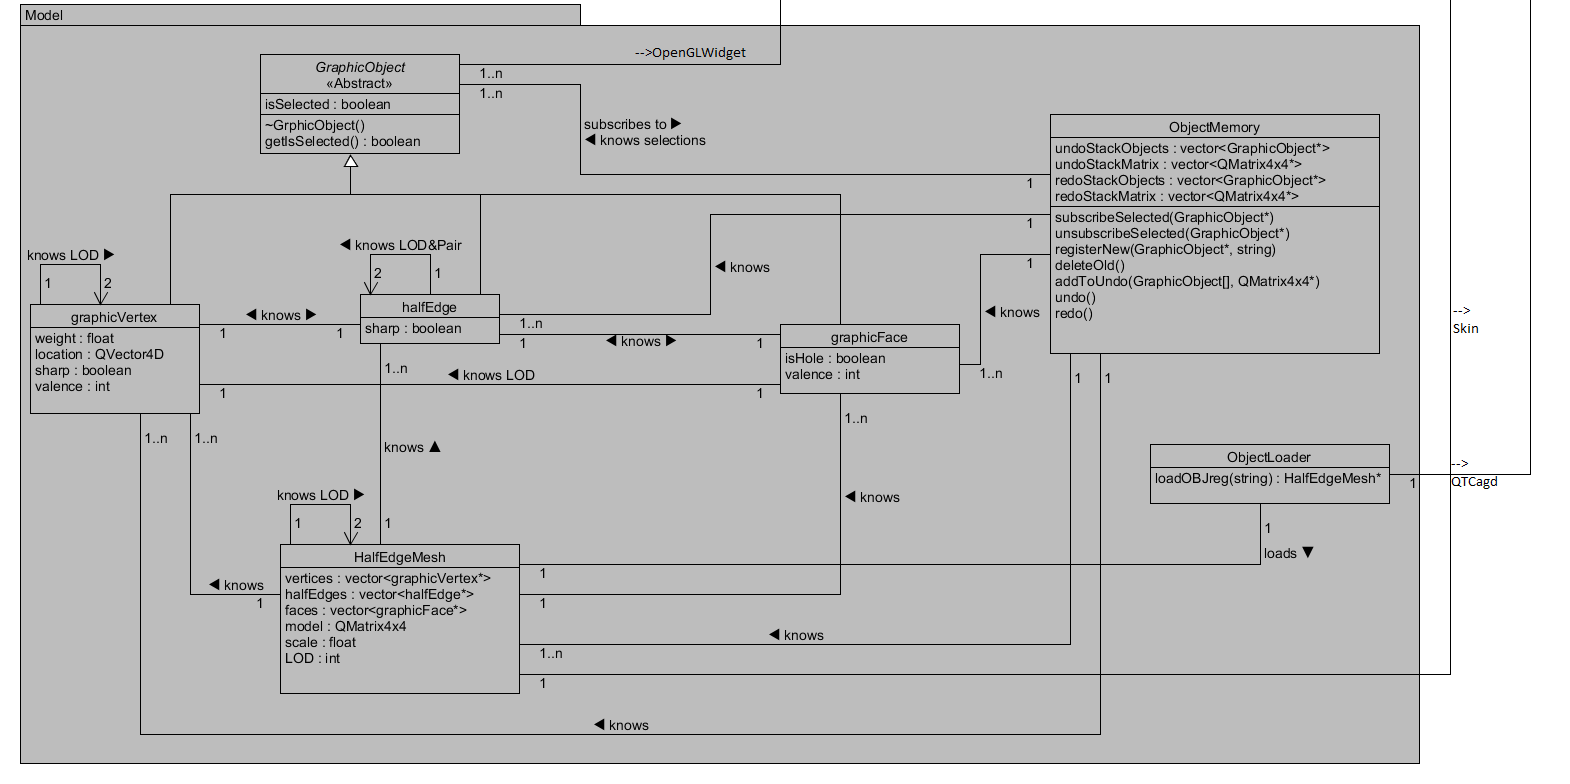 Model
-->OpenGLWidget
GraphicObject
«Abstract»
isSelected : boolean
~GrphicObject()
getIsSelected() : boolean
1..n
1..n
subscribes to ▶
◀ knows selections
1
ObjectMemory
undoStackObjects : vector<GraphicObject*>
undoStackMatrix : vector<QMatrix4x4*>
redoStackObjects : vector<GraphicObject*>
redoStackMatrix : vector<QMatrix4x4*>
subscribeSelected(GraphicObject*)
unsubscribeSelected(GraphicObject*)
registerNew(GraphicObject*, string)
deleteOld()
addToUndo(GraphicObject[], QMatrix4x4*)
undo()
redo()
1
1
◀ knows
◀ knows
knows LOD ▶
1
2
◀ knows LOD&Pair
2
1
graphicVertex
weight : float
location : QVector4D
sharp : boolean
valence : int
◀ knows ▶
1
1
halfEdge
sharp : boolean
1..n
1
◀ knows ▶
1
graphicFace
isHole : boolean
valence : int
1..n
-->
Skin
1..n
◀ knows LOD
1
1
1
1
1..n
1..n
1..n
knows ▲
◀ knows
ObjectLoader
loadOBJreg(string) : HalfEdgeMesh*
1
-->
QTCagd
1
loads ▼
knows LOD ▶
1
2
1
HalfEdgeMesh
vertices : vector<graphicVertex*>
halfEdges : vector<halfEdge*>
faces : vector<graphicFace*>
model : QMatrix4x4
scale : float
LOD : int
◀ knows
1
1
1
◀ knows
1..n
1
◀ knows